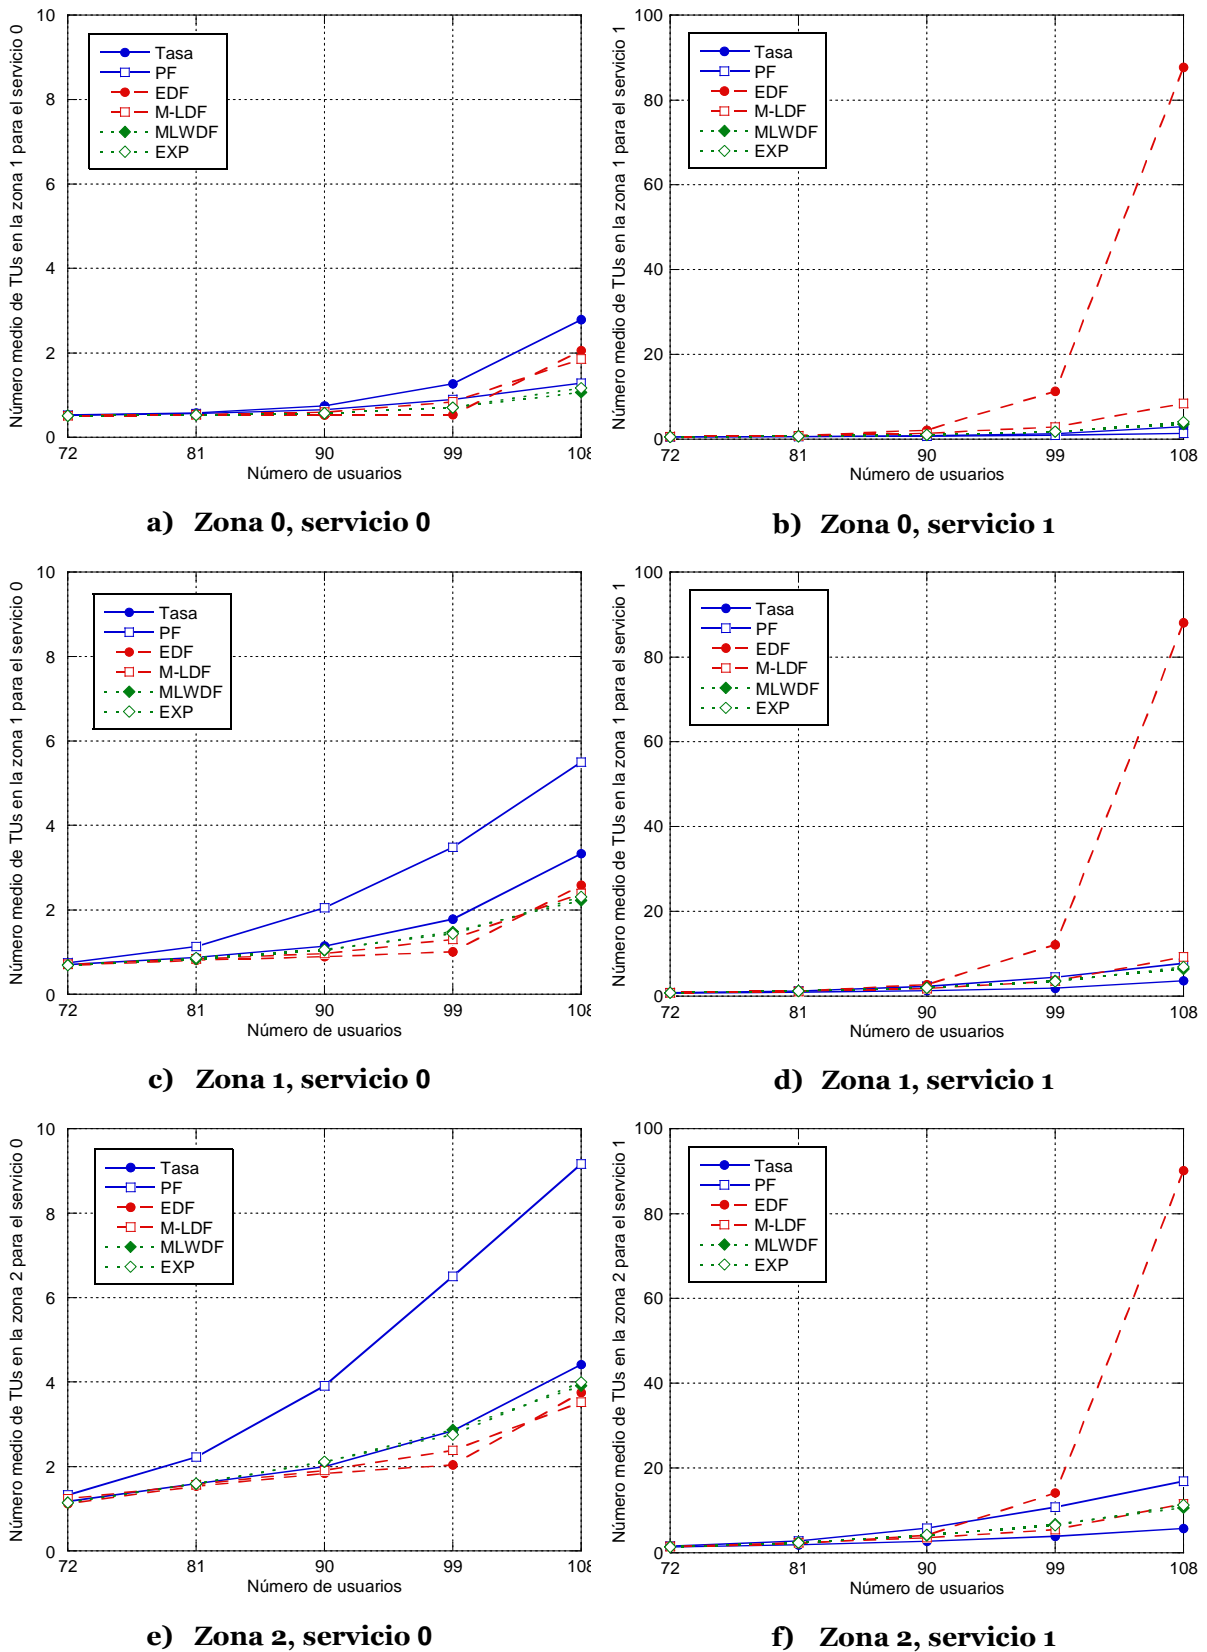 Número medio de TUs en la zona 1 para el servicio 0
10
8
6
4
2
0
Tasa
PF
EDF
M-LDF
MLWDF
EXP
72 81 90 99 108
Número de usuarios
a) Zona 0, servicio 0
Número medio de TUs en la zona 1 para el servicio 1
100
80
60
40
20
0
Tasa
PF
EDF
M-LDF
MLWDF
EXP
72 81 90 99 108
Número de usuarios
b) Zona 0, servicio 1
Número medio de TUs en la zona 1 para el servicio 0
10
8
6
4
2
0
Tasa
PF
EDF
M-LDF
MLWDF
EXP
72 81 90 99 108
Número de usuarios
c) Zona 1, servicio 0
Número medio de TUs en la zona 1 para el servicio 1
100
80
60
40
20
0
Tasa
PF
EDF
M-LDF
MLWDF
EXP
72 81 90 99 108
Número de usuarios
d) Zona 1, servicio 1
Número medio de TUs en la zona 2 para el servicio 0
10
8
6
4
2
0
Tasa
PF
EDF
M-LDF
MLWDF
EXP
72 81 90 99 108
Número de usuarios
e) Zona 2, servicio 0
Número medio de TUs en la zona 2 para el servicio 1
100
80
60
40
20
0
Tasa
PF
EDF
M-LDF
MLWDF
EXP
72 81 90 99 108
Número de usuarios
f) Zona 2, servicio 1